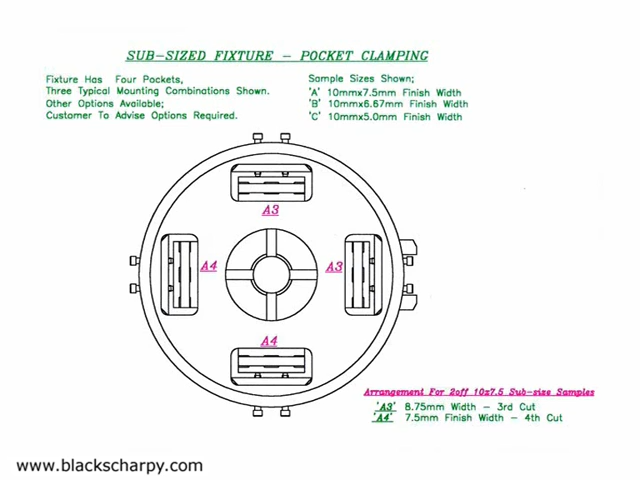 SUB-SIZED FIXTURE - POCKET CLAMPING
Fixture Has Four Pockets,
Three Typical Mounting Combinations Shown.
Other Options Available;
Customer To Advise Options Required.
Sample Sizes Shown;
'A' 10mmx7.5mm Finish Width
'B' 10mmx6.67mm Finish Width
'C' 10mmx5.0mm Finish Width
A3
A4
A3
A4
Arrangement For 2off 10x7.5 Sub-size Samples
'A3' 8.75mm Width - 3rd Cut
'A4' 7.5mm Finish Width - 4th Cut
www.blackscharpy.com